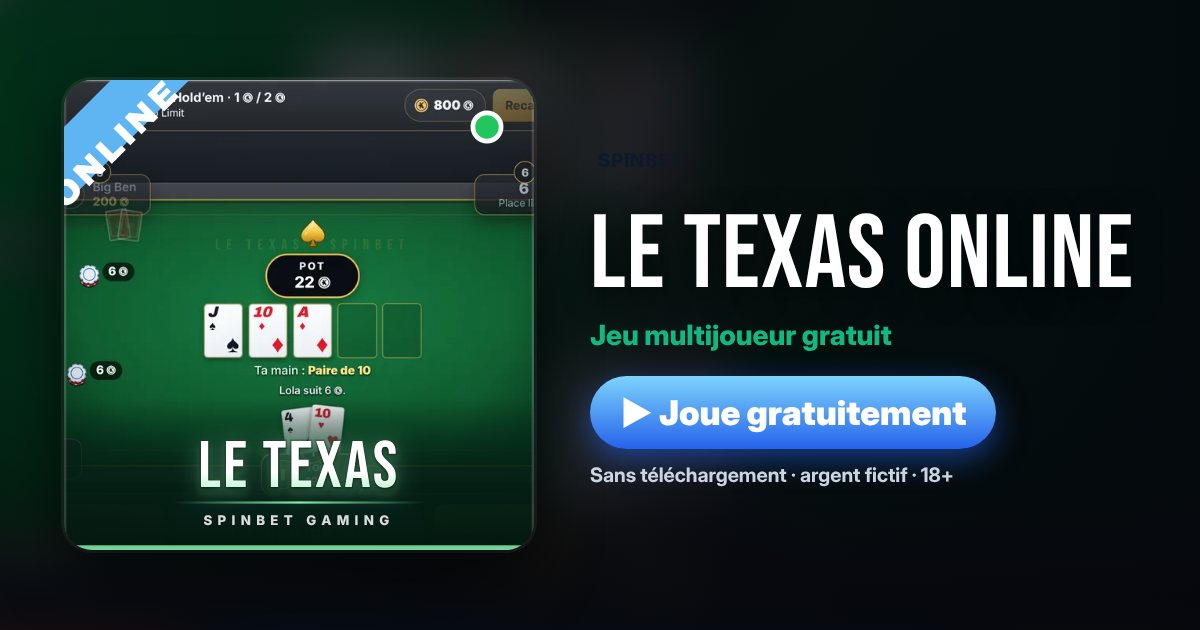 ONLINE
Hold'em · 1 / 2
Limit
800
Reca
Big Ben
200
6
6
Place li
LE TEXAS SPINBET
POT
22
6
J
10
A
Ta main : Paire de 10
6
Lola suit 6 .
4
10
LE TEXAS
SPINBET GAMING
SPINBET
LE TEXAS ONLINE
Jeu multijoueur gratuit
▶ Joue gratuitement
Sans téléchargement · argent fictif · 18+